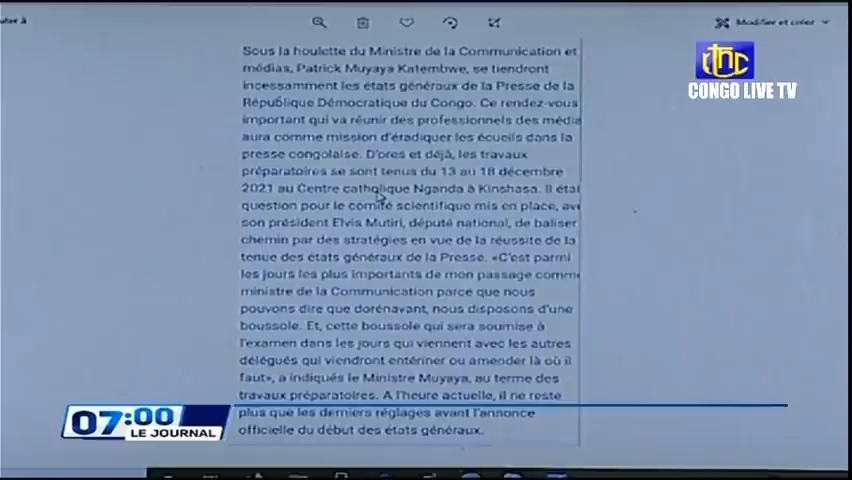 Modifier et créer
Sous la houlette du Ministre de la Communication et
médias, Patrick Muyaya Katembwe, se tiendront
incessamment les états généraux de la Presse de la
République Démocratique du Congo. Ce rendez-vous
important qui va réunir des professionnels des média
aura comme mission d'éradiquer les écueils dans la
presse congolaise. D'ores et déjà, les travaux
préparatoires se sont tenus du 13 au 18 décembre
2021 au Centre catholique Nganda à Kinshasa. Il étai
question pour le comité scientifique mis en place, ave
son président Elvis Mutiri, député national, de baliser
chemin par des stratégies en vue de la réussite de la
tenue des états généraux de la Presse. «C'est parmi
les jours les plus importants de mon passage comme
ministre de la Communication parce que nous
pouvons dire que dorénavant, nous disposons d'une
boussole. Et, cette boussole qui sera soumise à
l'examen dans les jours qui viennent avec les autres
délégués qui viendront entériner ou amender là où il
faut», a indiqués le Ministre Muyaya, au terme des
travaux préparatoires. A l'heure actuelle, il ne reste
plus que les derniers réglages avant l'annonce
officielle du début des états généraux.
CONGO LIVE TV
07:00
LE JOURNAL